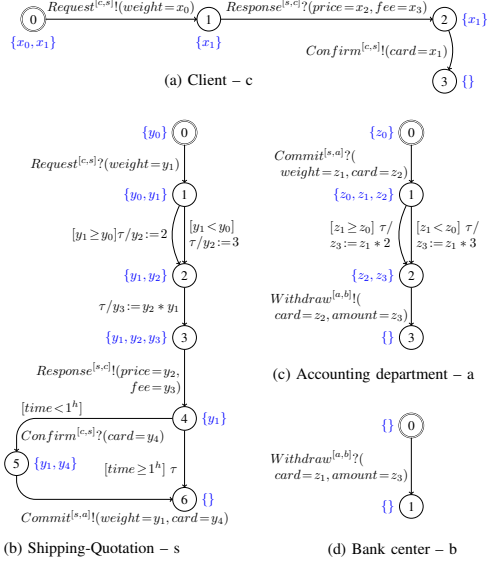 Request[c,s]!(weight=x0)
Response[s,c]?(price=x2, fee=x3)
0
1
2
{x0, x1}
{x1}
{x1}
Confirm[c,s]!(card=x1)
3
{}
(a) Client – c
{y0}
0
Request[c,s]?(weight=y1)
{y0, y1}
1
[y1≥y0]τ/y2:=2
[y1<y0]
τ/y2:=3
{y1, y2}
2
τ/y3:=y2 * y1
{y1, y2, y3}
3
Response[s,c]!(price=y2,
fee=y3)
4
{y1}
[time<1h]
Confirm[c,s]?(card=y4)
5
{y1, y4}
[time≥1h] τ
6
{}
Commit[s,a]!(weight=y1, card=y4)
(b) Shipping-Quotation – s
{z0}
0
Commit[s,a]?(
weight=z1, card=z2)
{z0, z1, z2}
1
[z1≥z0] τ/
z3:=z1 * 2
[z1<z0] τ/
z3:=z1 * 3
{z2, z3}
2
Withdraw[a,b]!(
card=z2, amount=z3)
{}
3
(c) Accounting department – a
{}
0
Withdraw[a,b]?(
card=z1, amount=z3)
{}
1
(d) Bank center – b